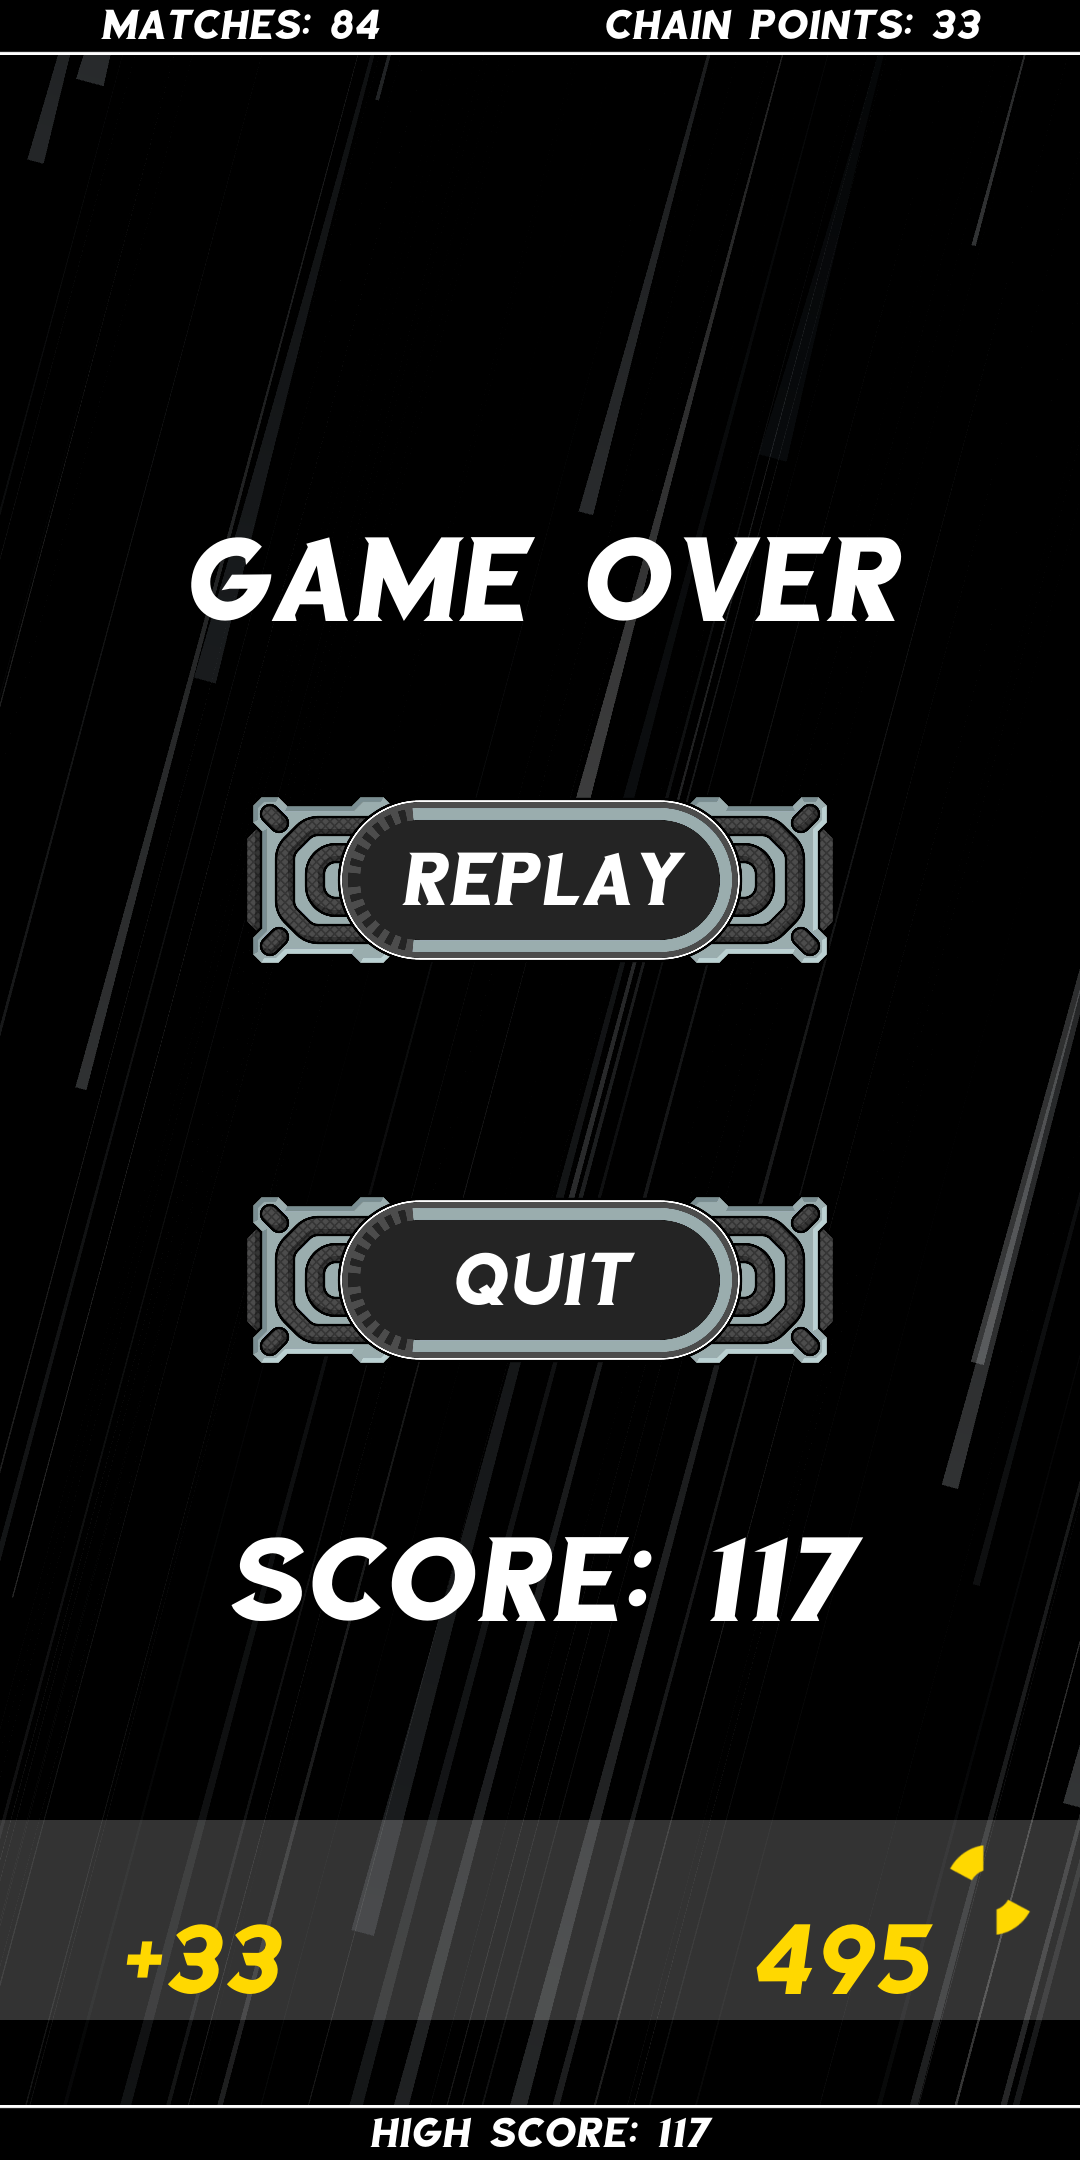 MATCHES: 84 CHAIN POINTS: 33
GAME OVER
REPLAY
QUIT
SCORE: 117
+33 495
HIGH SCORE: 117